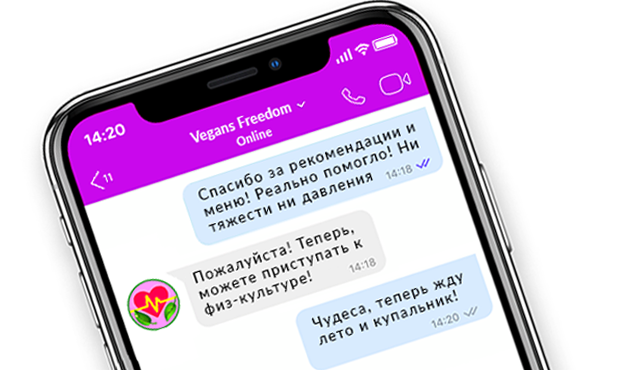 14:20
Vegans Freedom
Online
11
Спасибо за рекомендации и
меню! Реально помогло! Ни
тяжести ни давления
14:18
Пожалуйста! Теперь,
можете приступать к
физ-культуре!
14:18
Чудеса, теперь жду
лето и купальник!
14:20